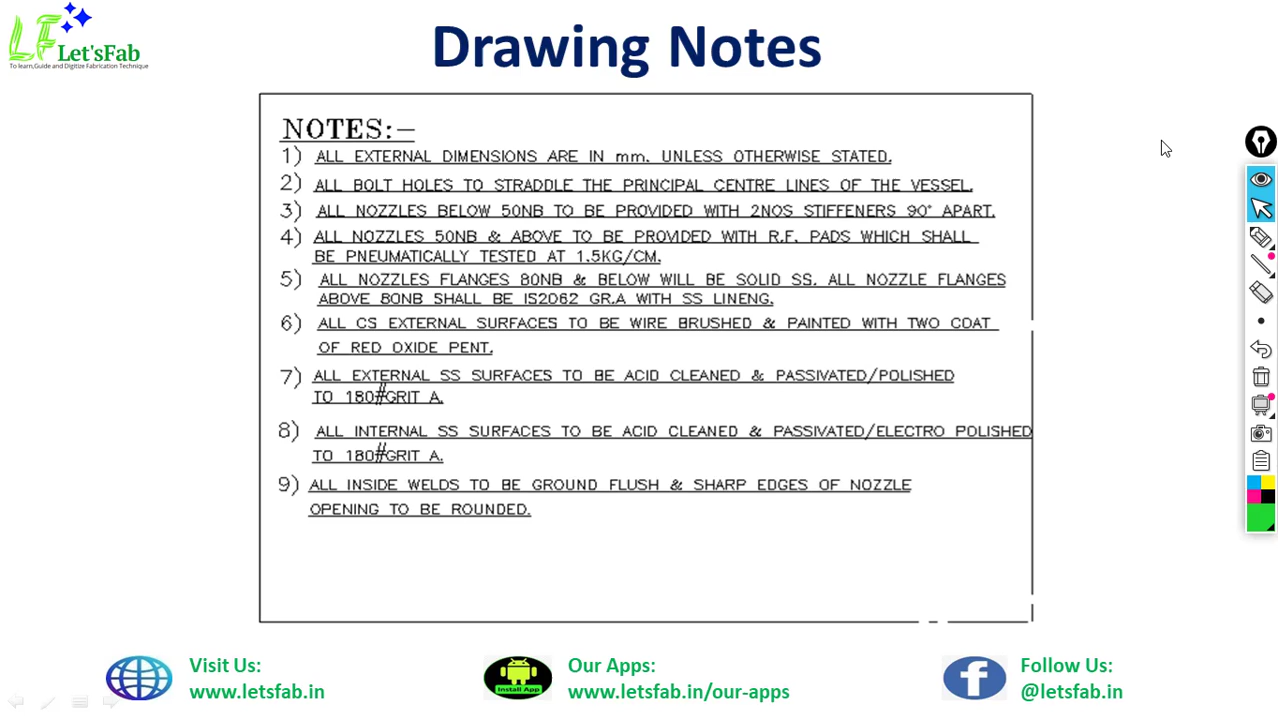 LF
Let'sFab
To learn,Guide and Digitize Fabrication Technique
Drawing Notes
NOTES:-
1) ALL EXTERNAL DIMENSIONS ARE IN mm. UNLESS OTHERWISE STATED.
2) ALL BOLT HOLES TO STRADDLE THE PRINCIPAL CENTRE LINES OF THE VESSEL.
3) ALL NOZZLES BELOW 50NB TO BE PROVIDED WITH 2NOS STIFFENERS 90° APART.
4) ALL NOZZLES 50NB & ABOVE TO BE PROVIDED WITH R.F. PADS WHICH SHALL
BE PNEUMATICALLY TESTED AT 1.5KG/CM.
5) ALL NOZZLES FLANGES 80NB & BELOW WILL BE SOLID SS. ALL NOZZLE FLANGES
ABOVE 80NB SHALL BE IS2062 GR.A WITH SS LINENG.
6) ALL CS EXTERNAL SURFACES TO BE WIRE BRUSHED & PAINTED WITH TWO COAT
OF RED OXIDE PENT.
7) ALL EXTERNAL SS SURFACES TO BE ACID CLEANED & PASSIVATED/POLISHED
TO 180#GRIT A.
8) ALL INTERNAL SS SURFACES TO BE ACID CLEANED & PASSIVATED/ELECTRO POLISHED
TO 180#GRIT A.
9) ALL INSIDE WELDS TO BE GROUND FLUSH & SHARP EDGES OF NOZZLE
OPENING TO BE ROUNDED.
Visit Us:
www.letsfab.in
Install App
Our Apps:
www.letsfab.in/our-apps
Follow Us:
@letsfab.in